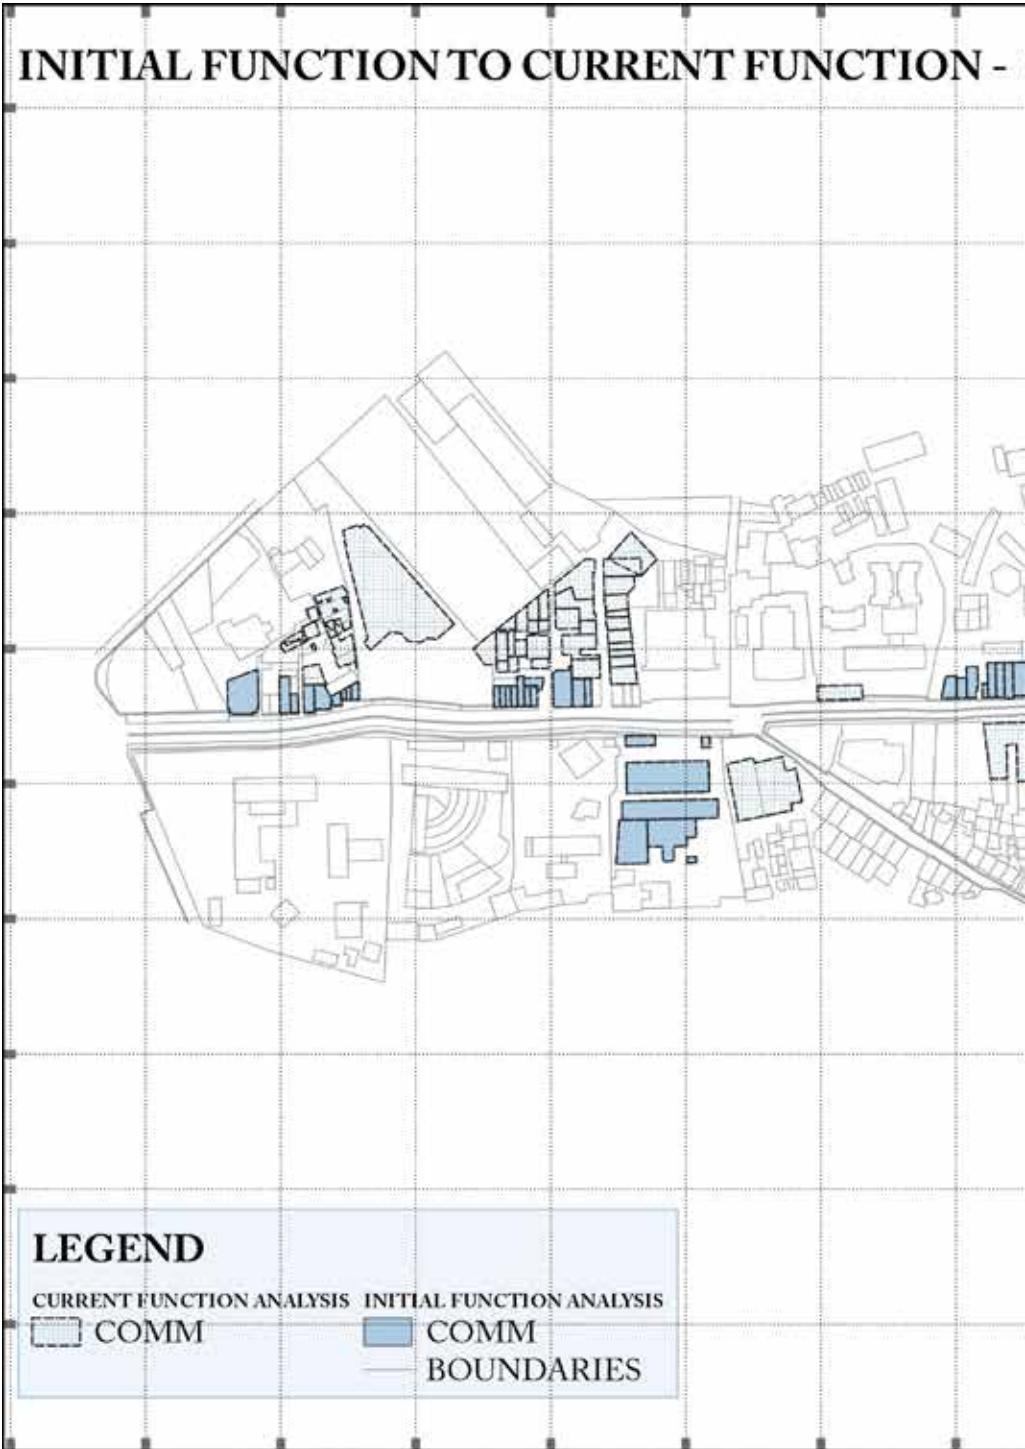 INITIAL FUNCTION TO CURRENT FUNCTION -
LEGEND
CURRENT FUNCTION ANALYSIS INITIAL FUNCTION ANALYSIS
COMM COMM
BOUNDARIES